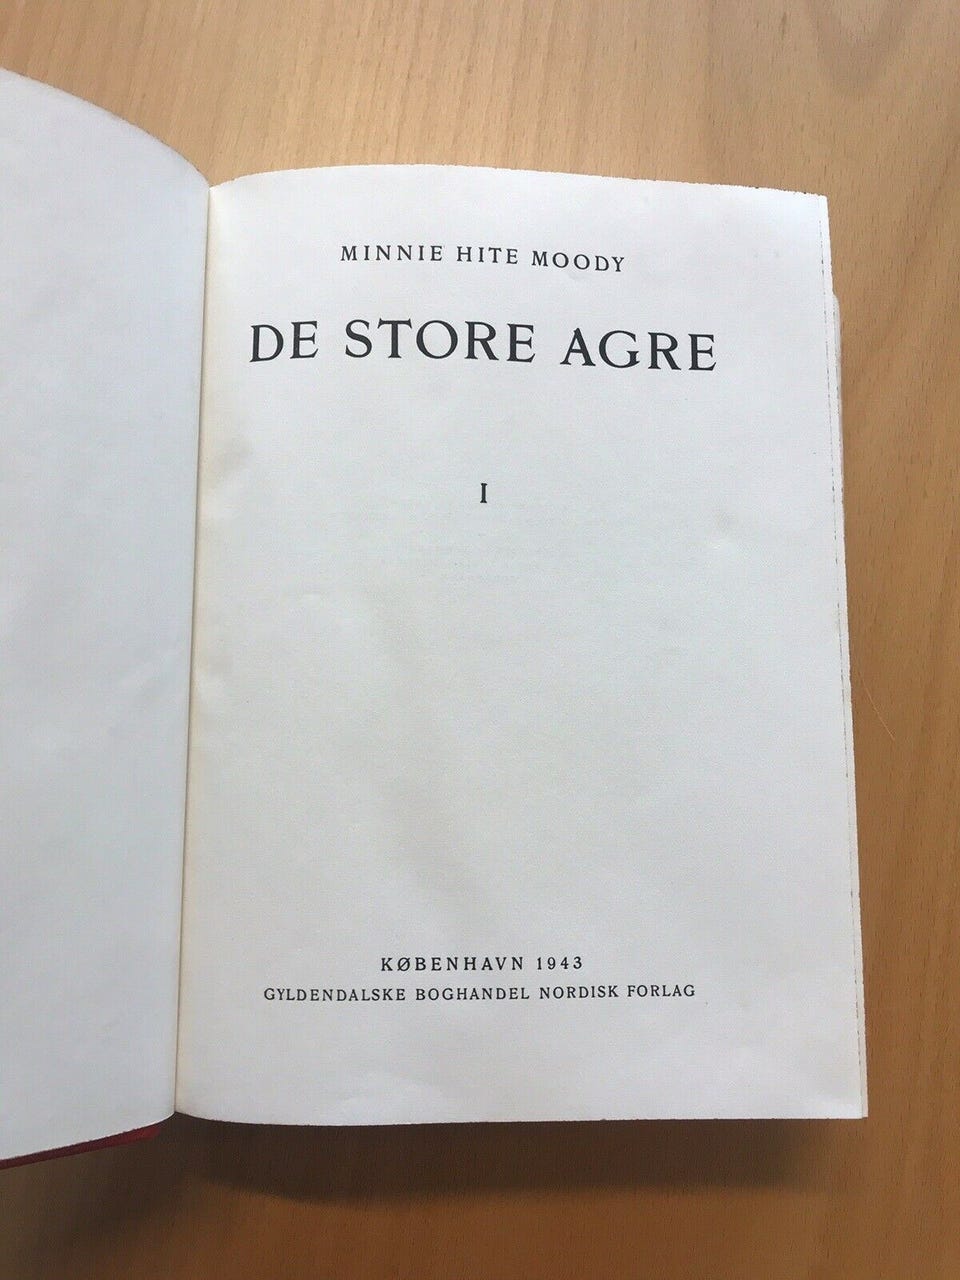 MINNIE HITE MOODY
DE STORE AGRE
I
KØBENHAVN 1943
GYLDENDALSKE BOGHANDEL NORDISK FORLAG